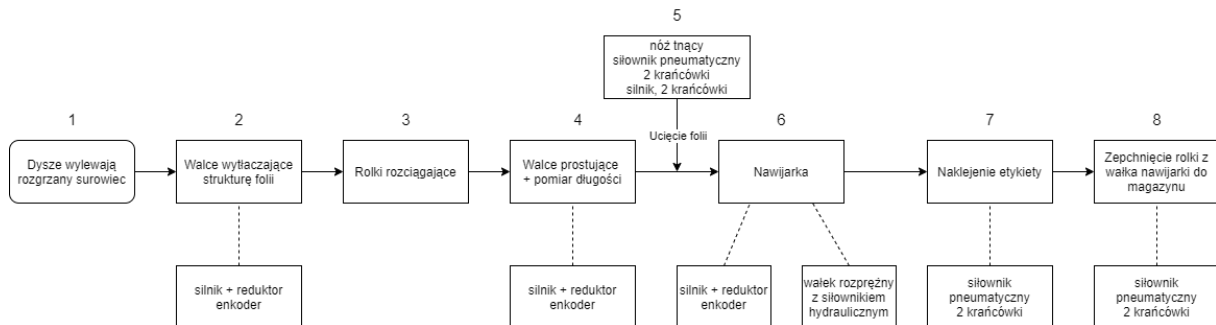 5
nóż tnący
siłownik pneumatyczny
2 krańcówki
silnik, 2 krańcówki
1
2
3
4
Ucięcie folii
6
7
8
Dysze wylewają
rozgrzany surowiec
Walce wytłaczające
strukturę folii
Rolki rozciągające
Walce prostujące
+ pomiar długości
Nawijarka
Naklejenie etykiety
Zepchnięcie rolki z
wałka nawijarki do
magazynu
silnik + reduktor
enkoder
silnik + reduktor
enkoder
silnik + reduktor
enkoder
wałek rozprężny
z siłownikiem
hydraulicznym
siłownik
pneumatyczny
2 krańcówki
siłownik
pneumatyczny
2 krańcówki